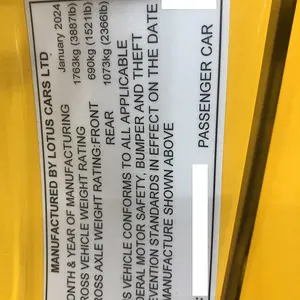 MANUFACTURED BY LOTUS CARS LTD
ONTH & YEAR OF MANUFACTURING January 2024
ROSS VEHICLE WEIGHT RATING 1763kg (3887lb)
ROSS AXLE WEIGHT RATING:FRONT 690kg (1521lb)
REAR 1073kg (2366lb)
S VEHICLE CONFORMS TO ALL APPLICABLE
DERAL MOTOR SAFETY, BUMPER AND THEFT
EVENTION STANDARDS IN EFFECT ON THE DATE
MANUFACTURE SHOWN ABOVE
PASSENGER CAR